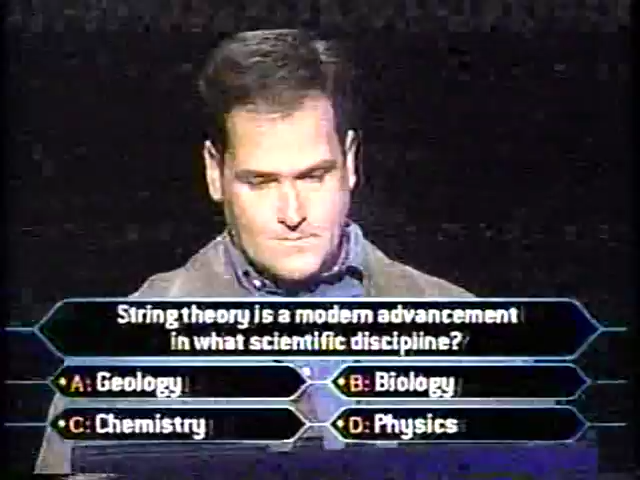 String theory is a modern advancement
in what scientific discipline?
A: Geology
B: Biology
C: Chemistry
D: Physics